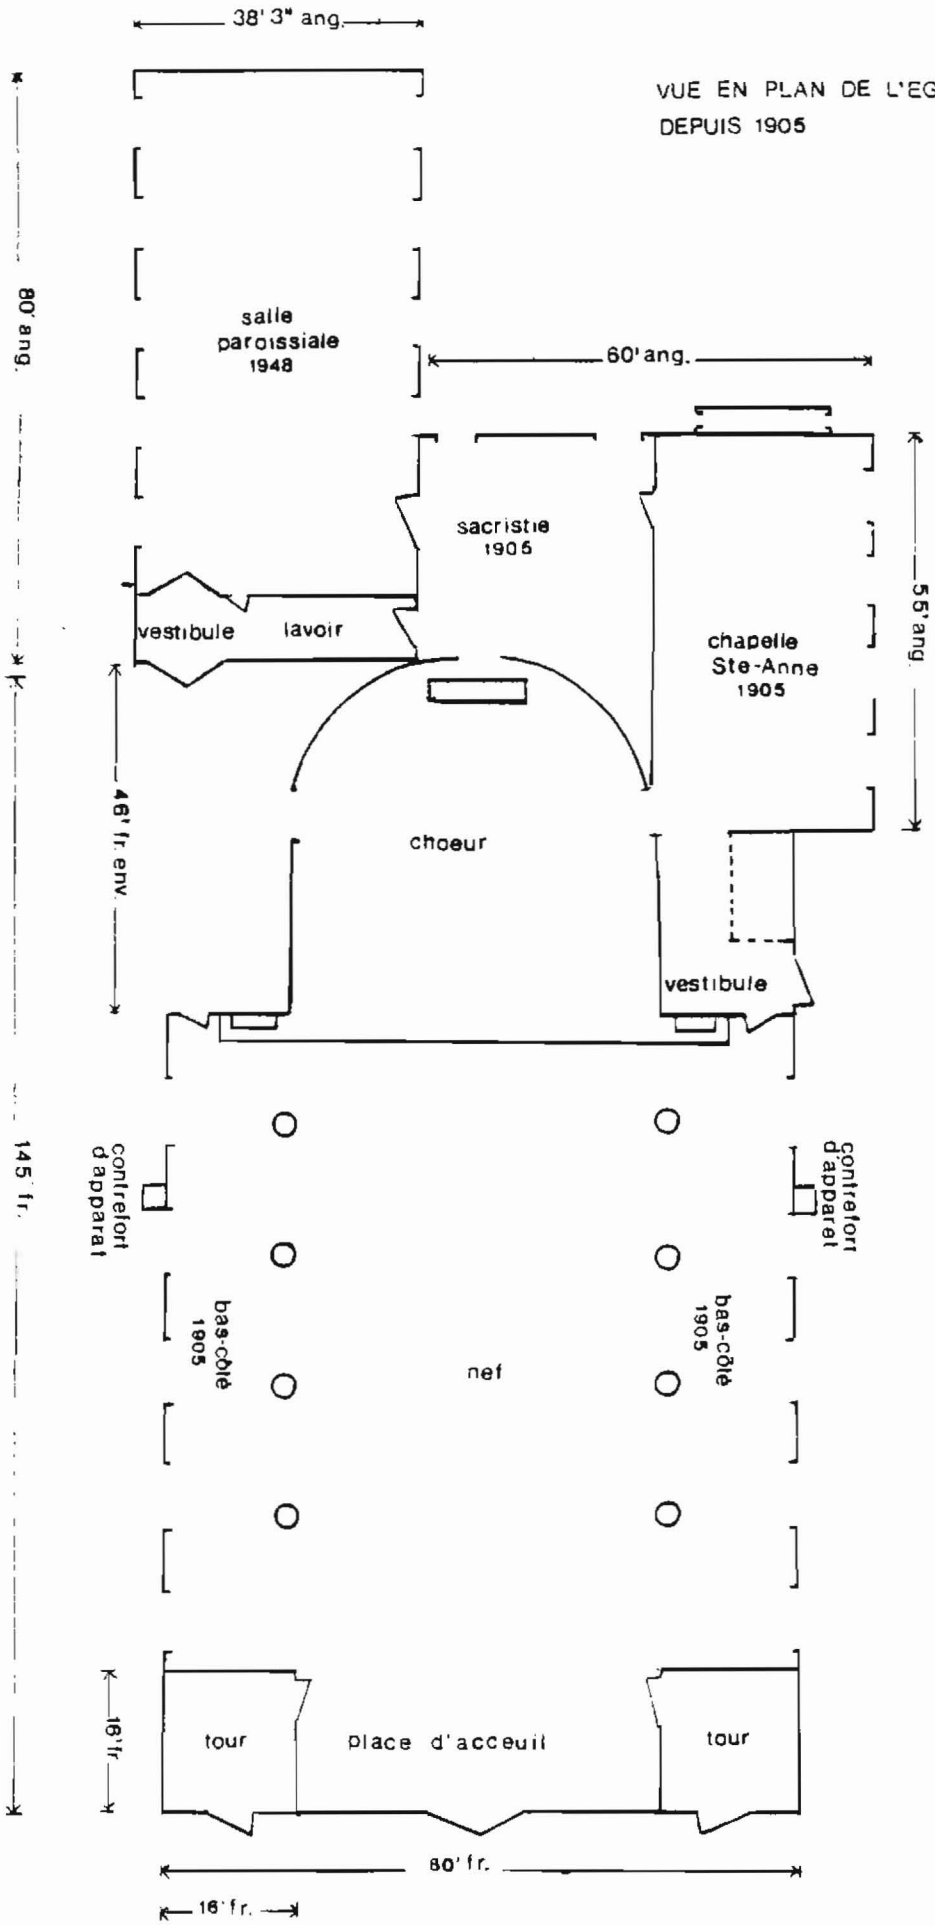 38' 3" ang.
VUE EN PLAN DE L'EG
DEPUIS 1905
80' ang.
salle
paroissiale
1948
60' ang.
sacristie
1905
55' ang.
vestibule
lavoir
chapelle
Ste-Anne
1905
46' fr. env
choeur
vestibule
145' fr.
contrefort
d'apparat
contrefort
d'apparet
bas-côté
1905
bas-côté
1905
nef
tour
place d'acceuil
tour
16' fr
80' fr.
16' fr.